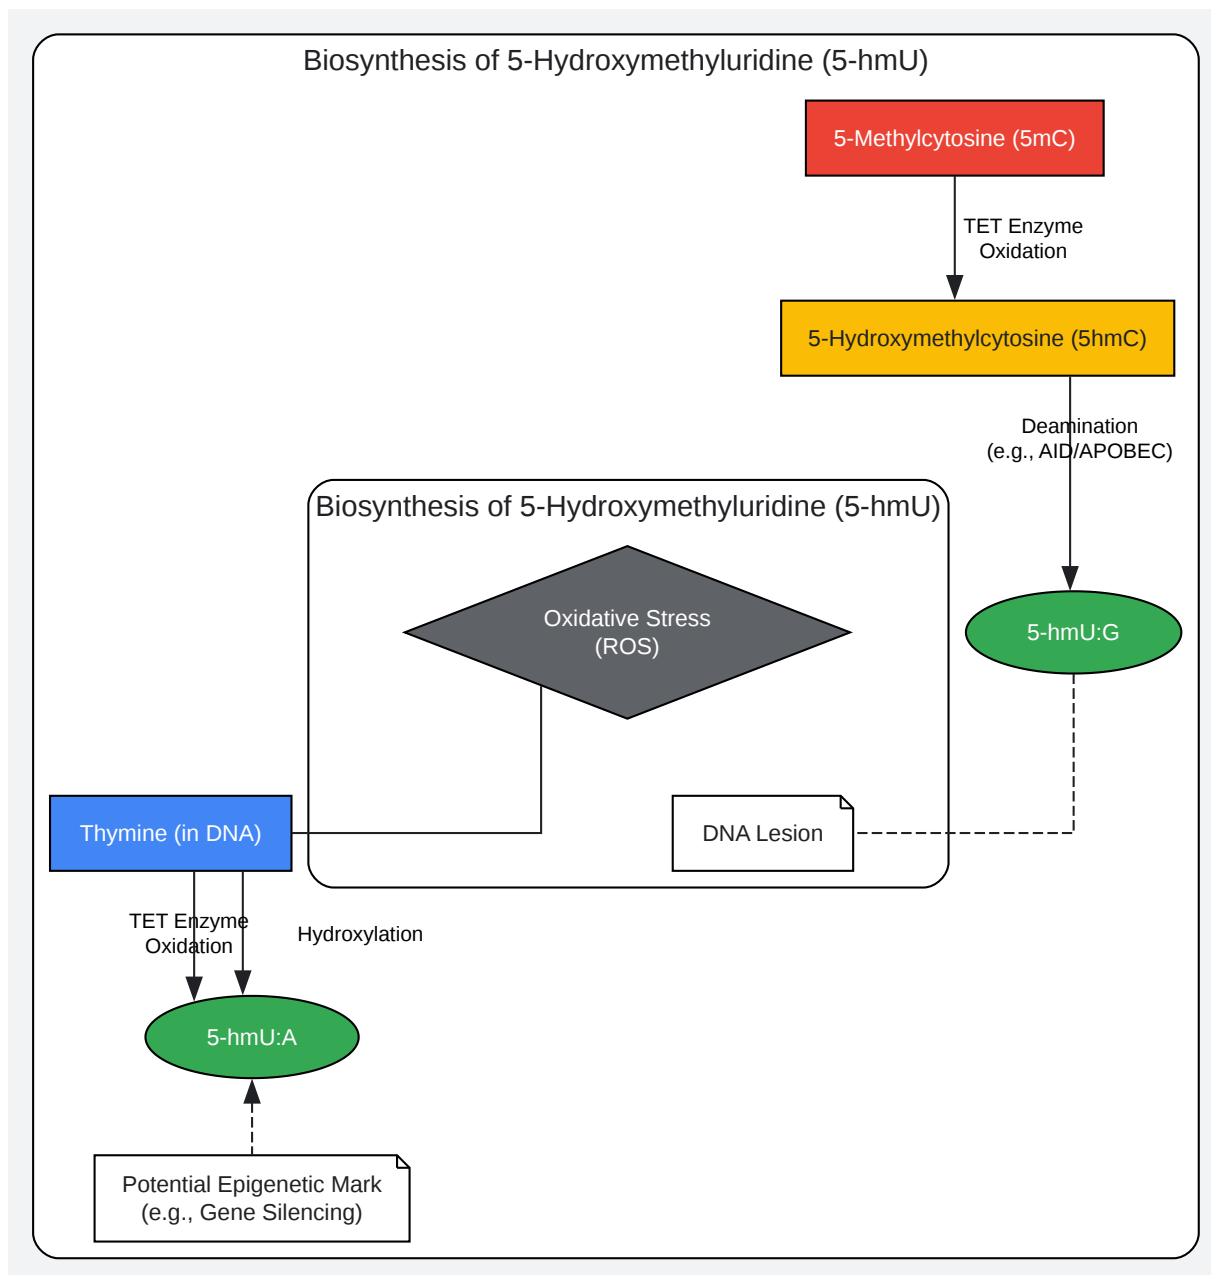 Biosynthesis of 5-Hydroxymethyluridine (5-hmU)
5-Methylcytosine (5mC)
TET Enzyme
Oxidation
5-Hydroxymethylcytosine (5hmC)
Deamination
(e.g., AID/APOBEC)
Biosynthesis of 5-Hydroxymethyluridine (5-hmU)
Oxidative Stress
(ROS)
5-hmU:G
Thymine (in DNA)
DNA Lesion
TET Enzyme
Oxidation
Hydroxylation
5-hmU:A
Potential Epigenetic Mark
(e.g., Gene Silencing)